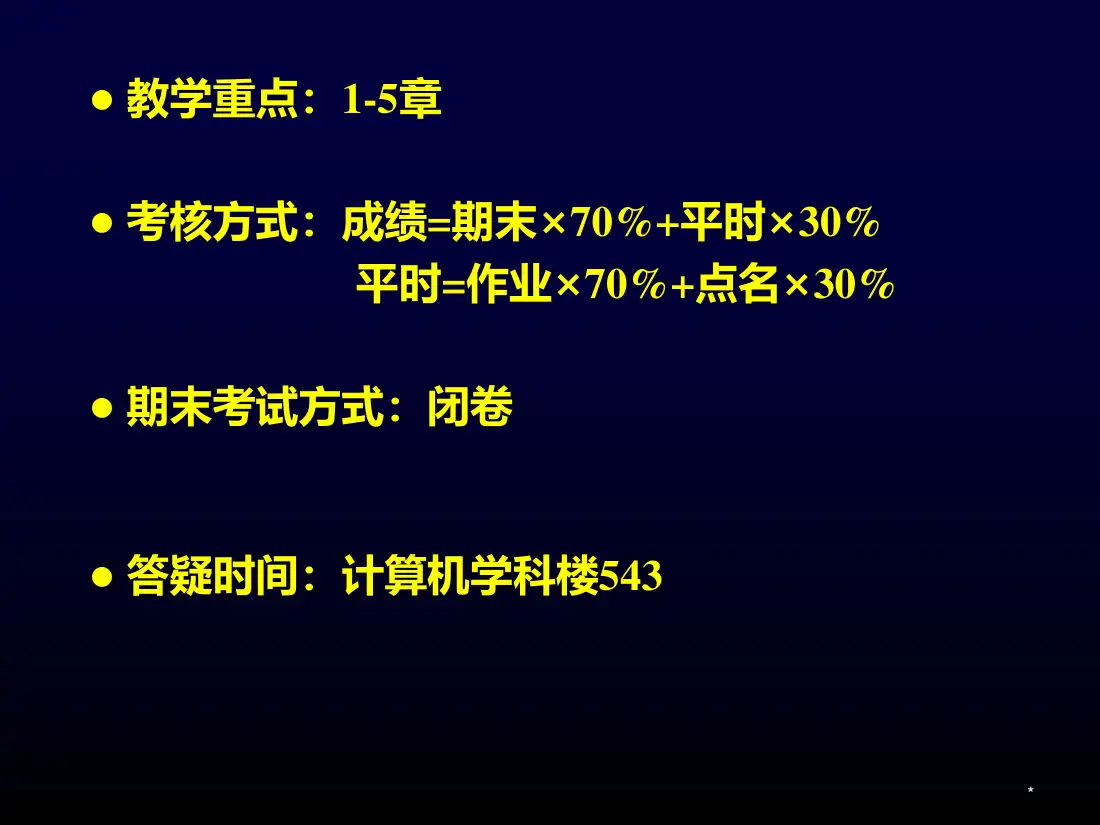 ● 教学重点：1-5章
● 考核方式：成绩=期末×70%+平时×30%
平时=作业×70%+点名×30%
● 期末考试方式：闭卷
● 答疑时间：计算机学科楼543
*